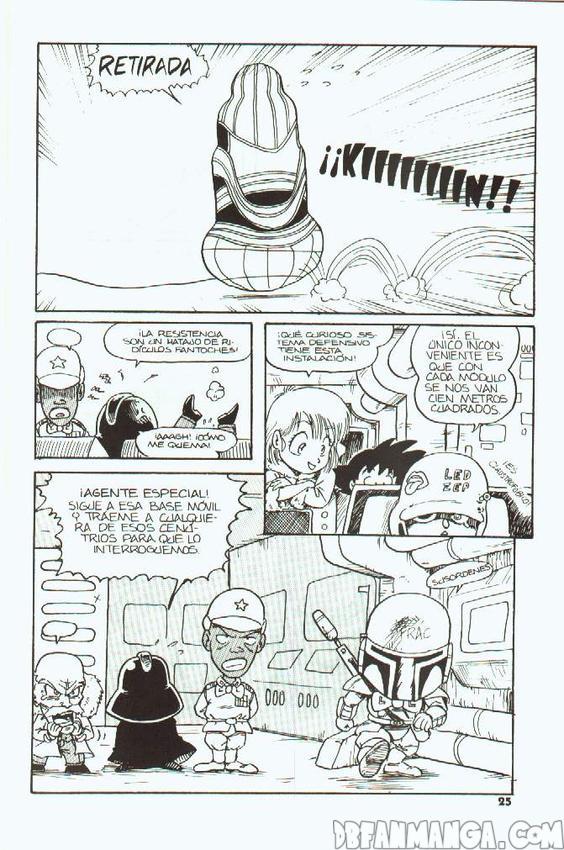 RETIRADA
¡¡KIIIIIIIIN!!
¡LA RESISTENCIA
SON UN HATAJO DE RI-
DÍCULOS FANTOCHES!
¡AAAGH! ¡CÓMO
ME QUEMA!
¡QUÉ CURIOSO SIS-
TEMA DEFENSIVO
TIENE ESTA
INSTALACIÓN!
¡SÍ. EL
ÚNICO INCON-
VENIENTE ES
QUE CON
CADA MÓDULO
SE NOS VAN
CIEN METROS
CUADRADOS.
LED
ZEP
¡AGENTE ESPECIAL!
SIGUE A ESA BASE MÓVIL
Y TRÁEME A CUALQUIE-
RA DE ESOS CENU-
TRIOS PARA QUE LO
INTERROGUEMOS.
SUSORDENES
FRAC
25
DBFANMANGA.COM